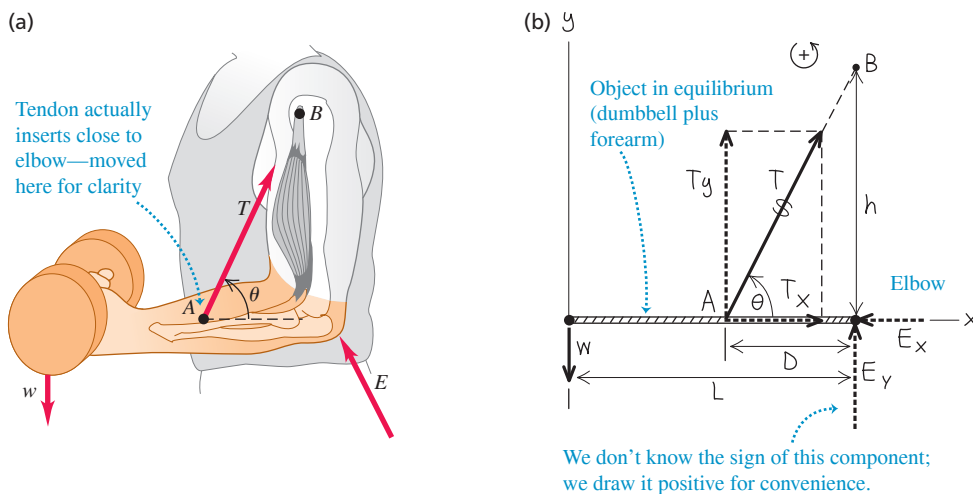 (a)
Tendon actually
inserts close to
elbow—moved
here for clarity
B
T
A
θ
w
E
(b)
y
+
B
Object in equilibrium
(dumbbell plus
forearm)
Ty
T
h
A
θ
Tx
Elbow
x
Ex
w
D
L
Ey
We don't know the sign of this component;
we draw it positive for convenience.